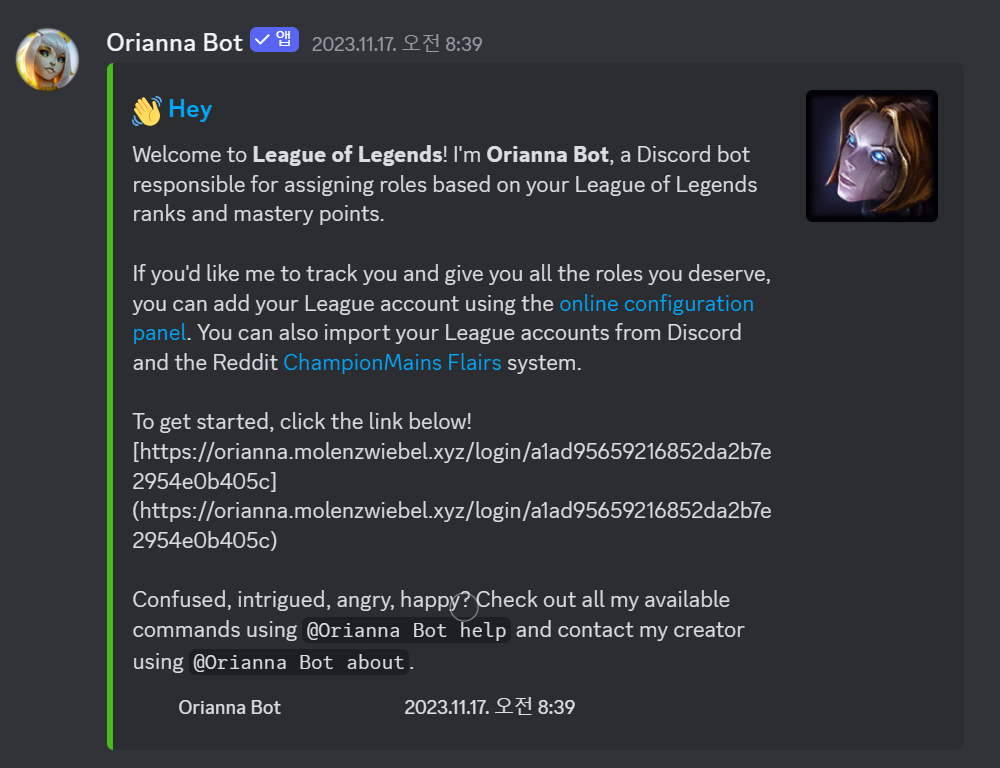 Orianna Bot ✓ 앱 2023.11.17. 오전 8:39
👋 Hey
Welcome to League of Legends! I'm Orianna Bot, a Discord bot
responsible for assigning roles based on your League of Legends
ranks and mastery points.
If you'd like me to track you and give you all the roles you deserve,
you can add your League account using the online configuration
panel. You can also import your League accounts from Discord
and the Reddit ChampionMains Flairs system.
To get started, click the link below!
[https://orianna.molenzwiebel.xyz/login/a1ad95659216852da2b7e
2954e0b405c]
(https://orianna.molenzwiebel.xyz/login/a1ad95659216852da2b7e
2954e0b405c)
Confused, intrigued, angry, happy? Check out all my available
commands using @Orianna Bot help and contact my creator
using @Orianna Bot about.
Orianna Bot 2023.11.17. 오전 8:39